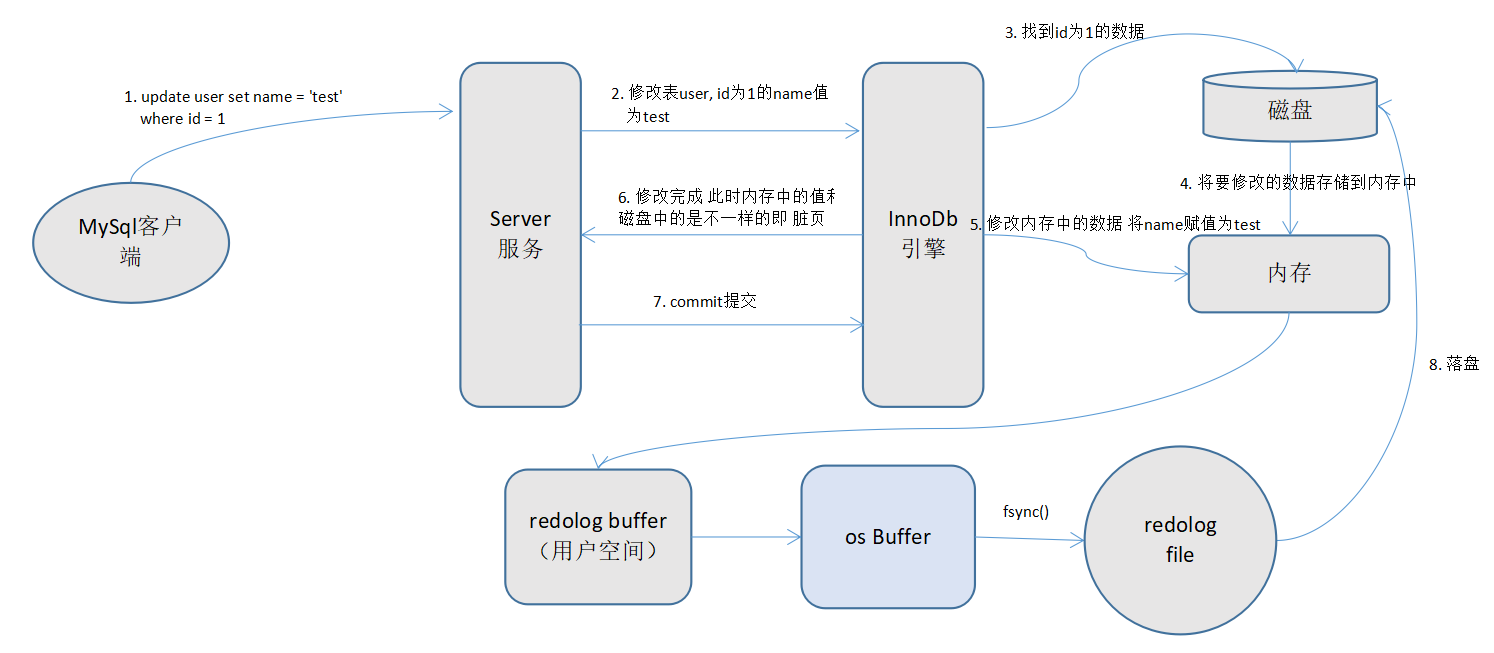 3. 找到id为1的数据
1. update user set name = 'test'
where id = 1
2. 修改表user, id为1的name值
为test
磁盘
4. 将要修改的数据存储到内存中
6. 修改完成 此时内存中的值和
磁盘中的是不一样的即 脏页
5. 修改内存中的数据 将name赋值为test
MySql客户
端
Server
服务
InnoDb
引擎
内存
7. commit提交
8. 落盘
redolog buffer
（用户空间）
os Buffer
fsync()
redolog
file